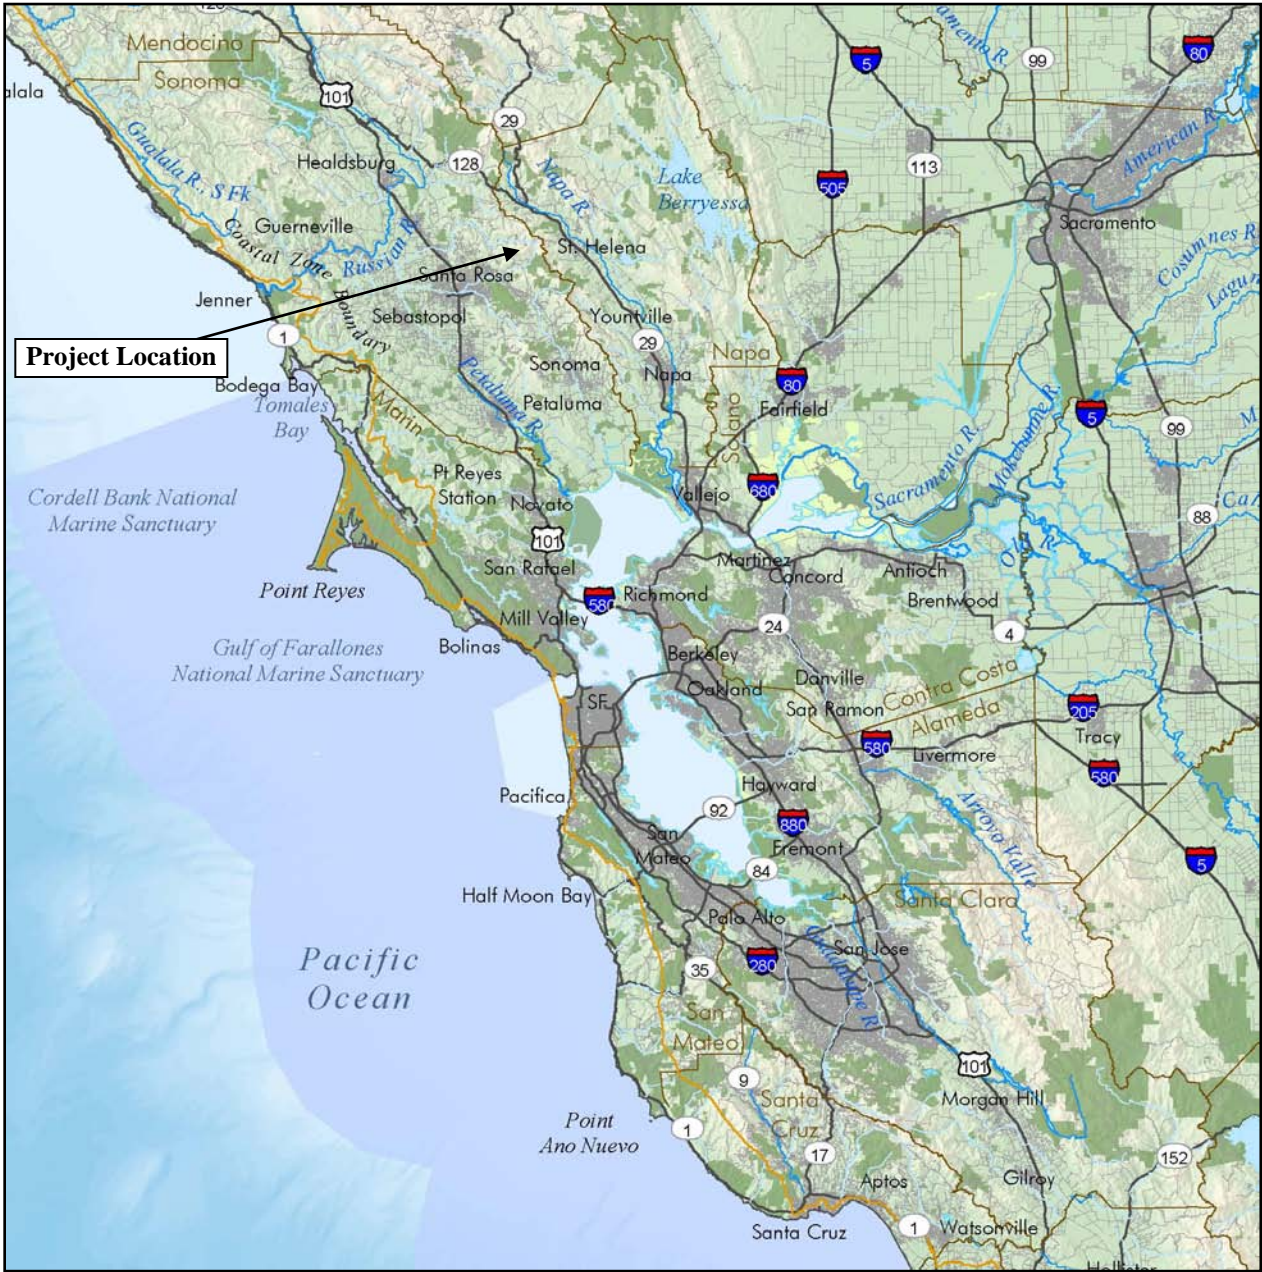 128
Mendocino
Sonoma
alala
101
29
128
Healdsburg
Gualala R., S Fk
Guerneville
Coastal Zone
Boundary
Russian R.
Napa R.
Lake
Berryessa
St. Helena
Santa Rosa
Jenner
Sebastopol
Yountville
29
1
Project Location
Bodega Bay
Tomales
Bay
Marin
Petaluma R.
Sonoma
Petaluma
Napa
Napa
Solano
80
Fairfield
5
505
113
99
80
American R.
Sacramento
Cosumnes R.
5
99
88
Sacramento R.
Mokelumne R.
Old R.
Cordell Bank National
Marine Sanctuary
Pt Reyes
Station
Novato
Vallejo
680
101
San Rafael
Martinez
Concord
Antioch
Brentwood
Point Reyes
580
Richmond
Mill Valley
24
4
Gulf of Farallones
National Marine Sanctuary
Bolinas
Berkeley
Oakland
Danville
San Ramon
Contra Costa
Alameda
SF
205
Tracy
580
Livermore
580
Pacifica
92
Hayward
880
Fremont
Arroyo Valle
San
Mateo
84
5
Half Moon Bay
Palo Alto
Santa Clara
San Jose
Guadalupe R.
Pacific
Ocean
35
280
San
Mateo
9
101
Morgan Hill
Santa
Cruz
Point
Ano Nuevo
1
17
152
Aptos
Gilroy
Santa Cruz
1
Watsonville